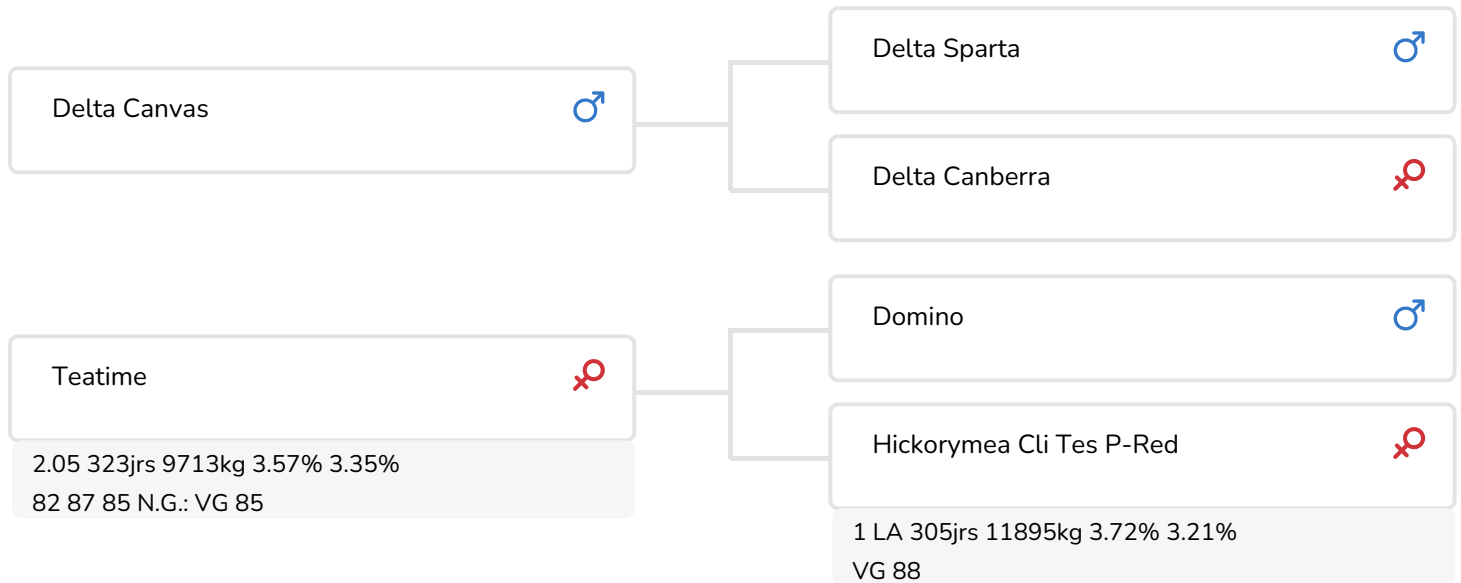 Delta Canvas
Delta Sparta
Delta Canberra
Teatime
2.05 323jrs 9713kg 3.57% 3.35%
82 87 85 N.G.: VG 85
Domino
Hickorymea Cli Tes P-Red
1 LA 305jrs 11895kg 3.72% 3.21%
VG 88